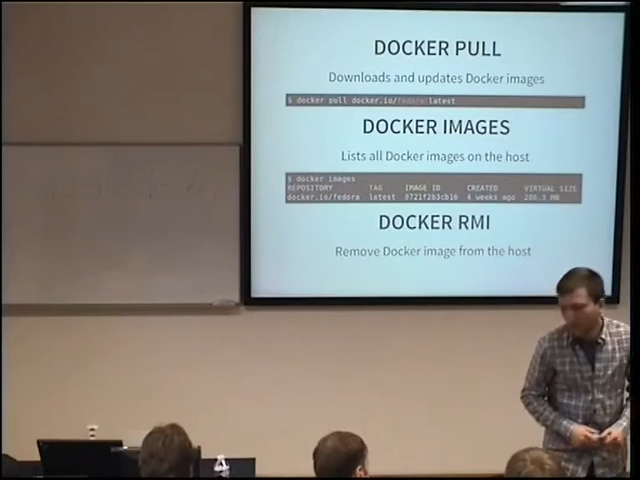 DOCKER PULL
Downloads and updates Docker images
$ docker pull docker.io/fedora:latest
DOCKER IMAGES
Lists all Docker images on the host
$ docker images
REPOSITORY TAG IMAGE ID CREATED VIRTUAL SIZE
docker.io/fedora latest 4 weeks ago MB
DOCKER RMI
Remove Docker image from the host